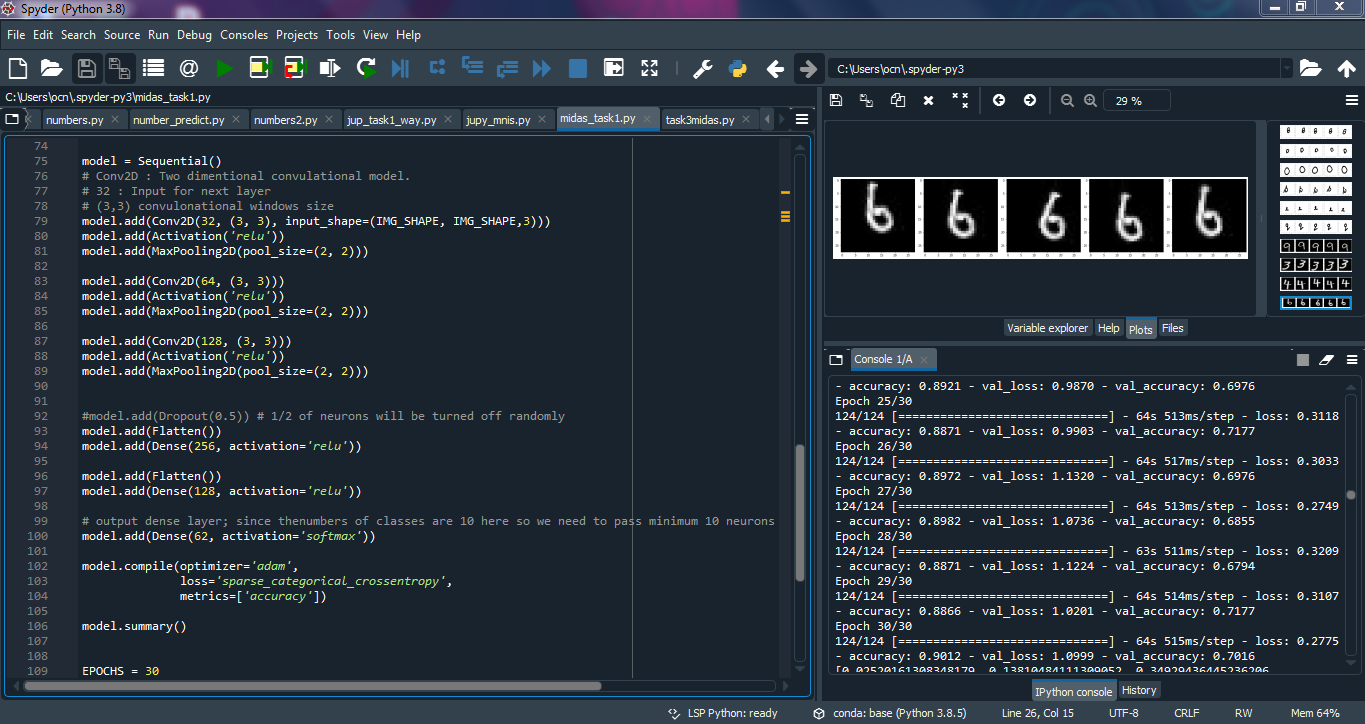 Spyder (Python 3.8)
File Edit Search Source Run Debug Consoles Projects Tools View Help
C:\Users\ocn\.spyder-py3
C:\Users\ocn\.spyder-py3\midas_task1.py
numbers.py number_predict.py numbers2.py jup_task1_way.py jupy_mnis.py midas_task1.py task3midas.py
74
75 model = Sequential()
76 # Conv2D : Two dimentional convulational model.
77 # 32 : Input for next layer
78 # (3,3) convulonational windows size
79 model.add(Conv2D(32, (3, 3), input_shape=(IMG_SHAPE, IMG_SHAPE,3)))
80 model.add(Activation('relu'))
81 model.add(MaxPooling2D(pool_size=(2, 2)))
82
83 model.add(Conv2D(64, (3, 3)))
84 model.add(Activation('relu'))
85 model.add(MaxPooling2D(pool_size=(2, 2)))
86
87 model.add(Conv2D(128, (3, 3)))
88 model.add(Activation('relu'))
89 model.add(MaxPooling2D(pool_size=(2, 2)))
90
91
92 #model.add(Dropout(0.5)) # 1/2 of neurons will be turned off randomly
93 model.add(Flatten())
94 model.add(Dense(256, activation='relu'))
95
96 model.add(Flatten())
97 model.add(Dense(128, activation='relu'))
98
99 # output dense layer; since thenumbers of classes are 10 here so we need to pass minimum 10 neurons
100 model.add(Dense(62, activation='softmax'))
101
102 model.compile(optimizer='adam',
103 loss='sparse_categorical_crossentropy',
104 metrics=['accuracy'])
105
106 model.summary()
107
108
109 EPOCHS = 30
29 %
6 6 6 6 6
Variable explorer Help Plots Files
Console 1/A
- accuracy: 0.8921 - val_loss: 0.9870 - val_accuracy: 0.6976
Epoch 25/30
124/124 [==============================] - 64s 513ms/step - loss: 0.3118
- accuracy: 0.8871 - val_loss: 0.9903 - val_accuracy: 0.7177
Epoch 26/30
124/124 [==============================] - 64s 517ms/step - loss: 0.3033
- accuracy: 0.8972 - val_loss: 1.1320 - val_accuracy: 0.6976
Epoch 27/30
124/124 [==============================] - 64s 513ms/step - loss: 0.2749
- accuracy: 0.8982 - val_loss: 1.0736 - val_accuracy: 0.6855
Epoch 28/30
124/124 [==============================] - 63s 511ms/step - loss: 0.3209
- accuracy: 0.8871 - val_loss: 1.1224 - val_accuracy: 0.6794
Epoch 29/30
124/124 [==============================] - 64s 514ms/step - loss: 0.3107
- accuracy: 0.8866 - val_loss: 1.0201 - val_accuracy: 0.7177
Epoch 30/30
124/124 [==============================] - 64s 515ms/step - loss: 0.2775
- accuracy: 0.9012 - val_loss: 1.0999 - val_accuracy: 0.7016
IPython console History
LSP Python: ready conda: base (Python 3.8.5) Line 26, Col 15 UTF-8 CRLF RW Mem 64%